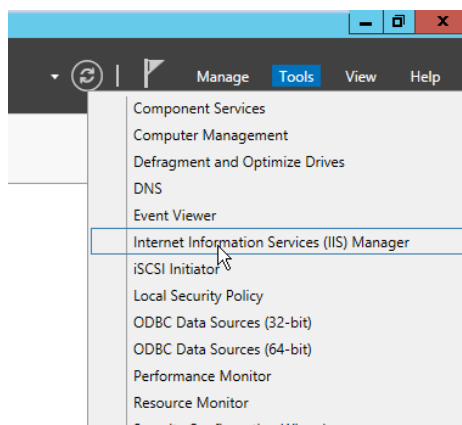 Manage Tools View Help
Component Services
Computer Management
Defragment and Optimize Drives
DNS
Event Viewer
Internet Information Services (IIS) Manager
iSCSI Initiator
Local Security Policy
ODBC Data Sources (32-bit)
ODBC Data Sources (64-bit)
Performance Monitor
Resource Monitor